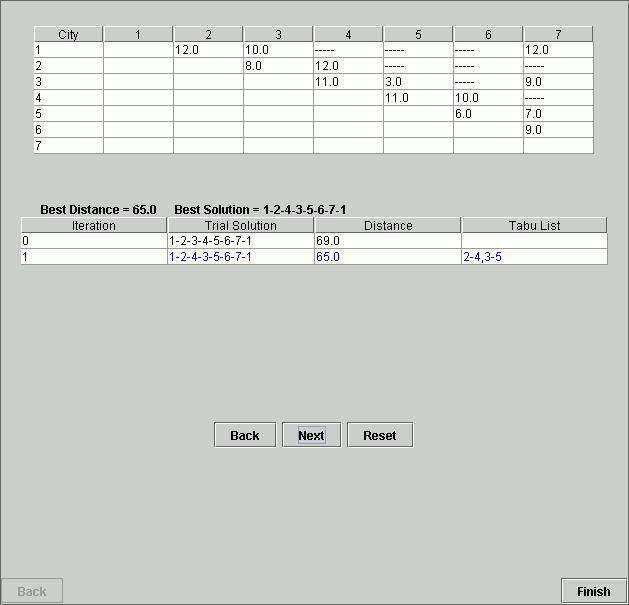 City 1 2 3 4 5 6 7
1 12.0 10.0 ----- ----- ----- 12.0
2 8.0 12.0 ----- ----- -----
3 11.0 3.0 ----- 9.0
4 11.0 10.0 -----
5 6.0 7.0
6 9.0
7
Best Distance = 65.0 Best Solution = 1-2-4-3-5-6-7-1
Iteration Trial Solution Distance Tabu List
0 1-2-3-4-5-6-7-1 69.0
1 1-2-4-3-5-6-7-1 65.0 2-4,3-5
Back Next Reset
Back Finish